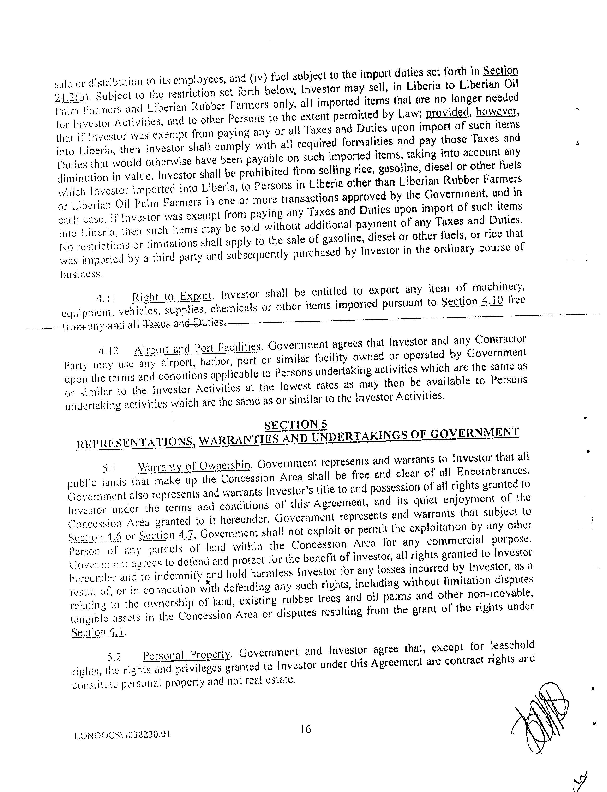 sale or distribution to its employees, and (iv) fuel subject to the import duties set forth in Section
Subject to the restriction set forth below, Investor may sell, in Liberia to Liberian Oil
Palm Farmers and Liberian Rubber Farmers only, all imported items that are no longer needed
for Investor Activities, and to other Persons to the extent permitted by Law; provided, however,
that if Investor was exempt from paying any or all Taxes and Duties upon import of such items
into Liberia, then Investor shall comply with all required formalities and pay those Taxes and
Duties that would otherwise have been payable on such imported items, taking into account any
diminution in value. Investor shall be prohibited from selling rice, gasoline, diesel or other fuels
which Investor imported into Liberia, to Persons in Liberia other than Liberian Rubber Farmers
or Liberian Oil Palm Farmers in one or more transactions approved by the Government, and in
each case, if Investor was exempt from paying any Taxes and Duties upon import of such items
into Liberia, then such items may be sold without additional payment of any Taxes and Duties.
No restrictions or limitations shall apply to the sale of gasoline, diesel or other fuels, or rice that
was imported by a third party and subsequently purchased by Investor in the ordinary course of
business.
Right to Export. Investor shall be entitled to export any item of machinery,
equipment, vehicles, supplies, chemicals or other items imported pursuant to Section 4.10 free
from any and all Taxes and Duties.
4.12 Airport and Port Facilities. Government agrees that Investor and any Contractor
Party may use any airport, harbor, port or similar facility owned or operated by Government
upon the terms and conditions applicable to Persons undertaking activities which are the same as
or similar to the Investor Activities at the lowest rates as may then be available to Persons
undertaking activities which are the same as or similar to the Investor Activities.
SECTION 5
REPRESENTATIONS, WARRANTIES AND UNDERTAKINGS OF GOVERNMENT
5.1 Warranty of Ownership. Government represents and warrants to Investor that all
public lands that make up the Concession Area shall be free and clear of all Encumbrances.
Government also represents and warrants Investor's title to and possession of all rights granted to
Investor under the terms and conditions of this Agreement, and its quiet enjoyment of the
Concession Area granted to it hereunder. Government represents and warrants that subject to
Section 4.6 or Section 4.7, Government shall not exploit or permit the exploitation by any other
Person of any parcels of land within the Concession Area for any commercial purpose.
Government agrees to defend and protect for the benefit of investor, all rights granted to Investor
hereunder and to indemnify and hold harmless Investor for any losses incurred by Investor, as a
result of, or in connection with defending any such rights, including without limitation disputes
relating to the ownership of land, existing rubber trees and oil palms and other non-movable,
tangible assets in the Concession Area or disputes resulting from the grant of the rights under
Section 4.1.
5.2 Personal Property. Government and Investor agree that, except for leasehold
rights, the rights and privileges granted to Investor under this Agreement are contract rights and
constitute personal property and not real estate.
16